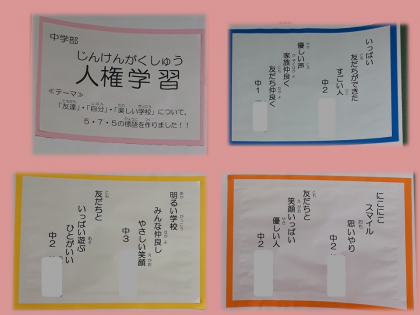 中学部
じんけんがくしゅう
人権学習
≪テーマ≫
「友達」・「自分」・「楽しい学校」について、
5・7・5の標語を作りました！！
いっぱい
友だちができた
すごい人
中2
優しい声
家族仲良く
友だち仲良く
中1
明るい学校
みんな仲良し
やさしい笑顔
中3
友だちと
いっぱい遊ぶ
ひとがいい
中2
にこにこ
スマイル
思いやり
中2
友だちと
笑顔いっぱい
優しい人
中2